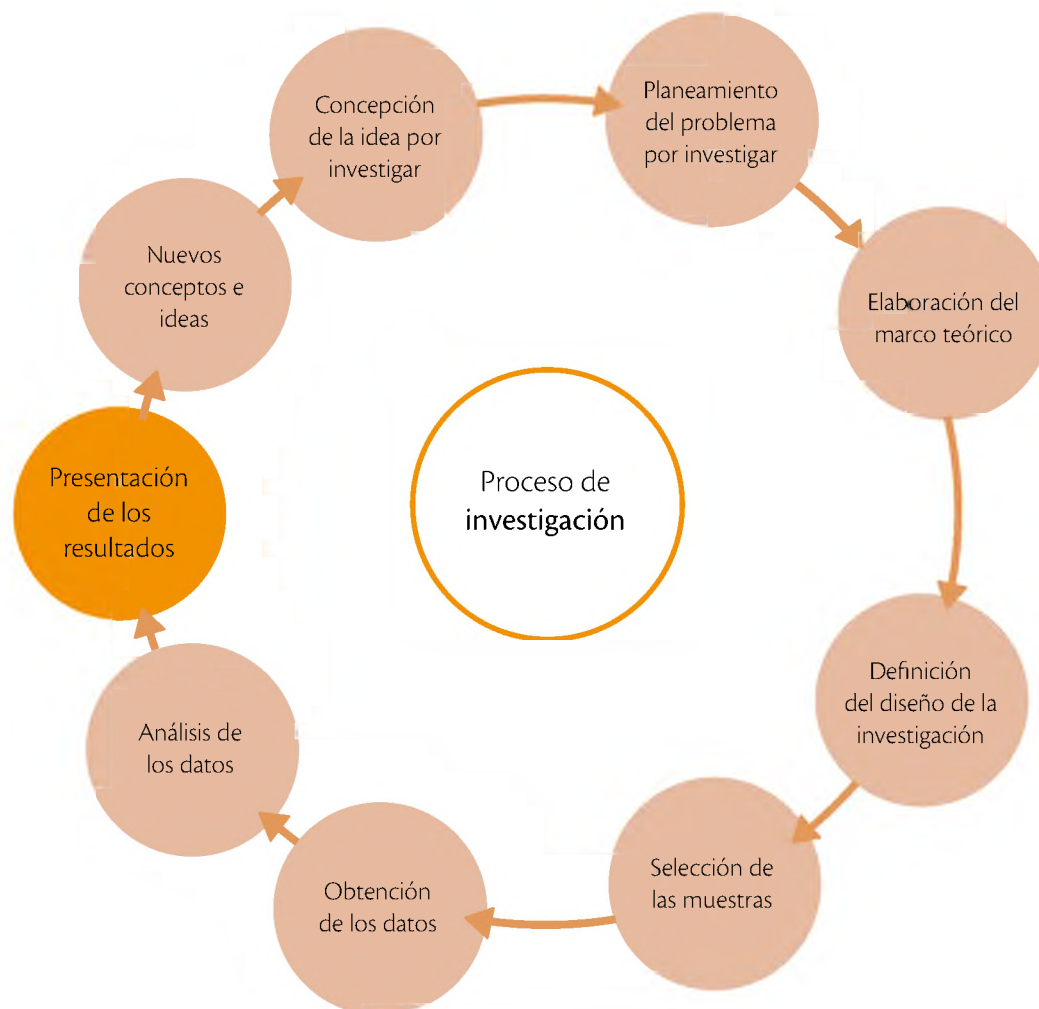 Concepción
de la idea por
investigar
Planeamiento
del problema
por investigar
Elaboración del
marco teórico
Definición
del diseño de la
investigación
Selección de
las muestras
Obtención
de los datos
Análisis de
los datos
Presentación
de los
resultados
Nuevos
conceptos e
ideas
Proceso de
investigación